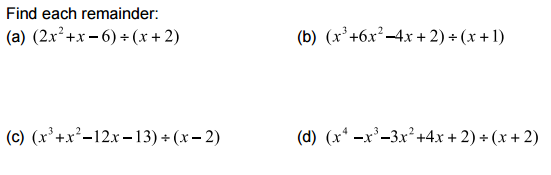 Find each remainder:
(a) (2x²+x – 6) ÷ (x + 2)
(b) (x³+6x²–4x + 2) ÷ (x + 1)
(c) (x³+x²–12x – 13) ÷ (x – 2)
(d) (x⁴ –x³–3x²+4x + 2) ÷ (x + 2)